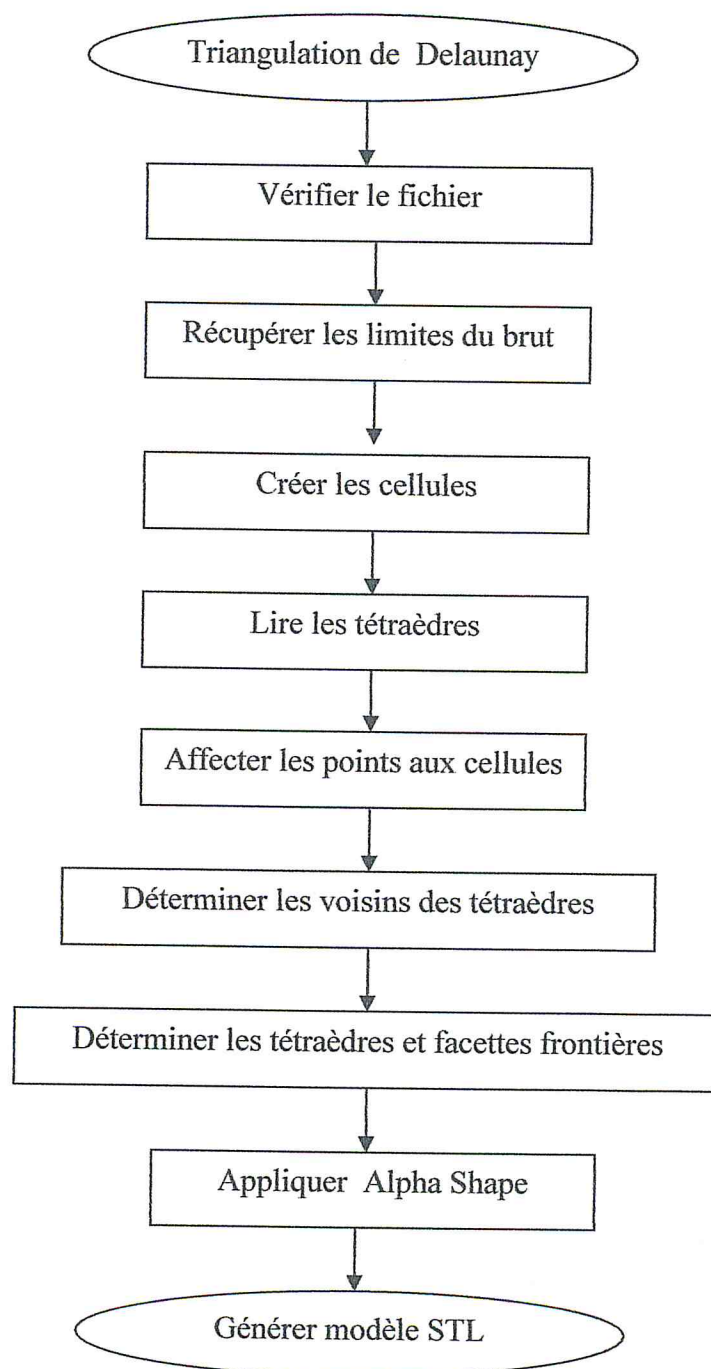 Triangulation de Delaunay
Vérifier le fichier
Récupérer les limites du brut
Créer les cellules
Lire les tétraèdres
Affecter les points aux cellules
Déterminer les voisins des tétraèdres
Déterminer les tétraèdres et facettes frontières
Appliquer Alpha Shape
Générer modèle STL